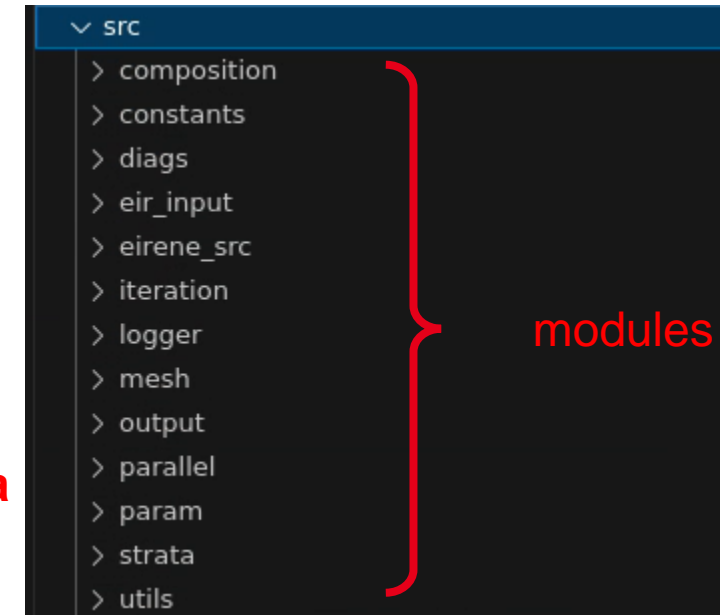 src
composition
constants
diags
eir_input
eirene_src
iteration
logger
modules
mesh
output
parallel
a
param
strata
utils